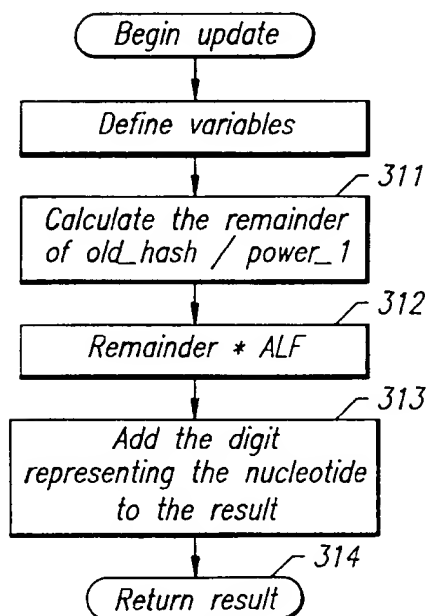 Begin update
Define variables
311
Calculate the remainder
of old_hash / power_1
312
Remainder * ALF
313
Add the digit
representing the nucleotide
to the result
314
Return result